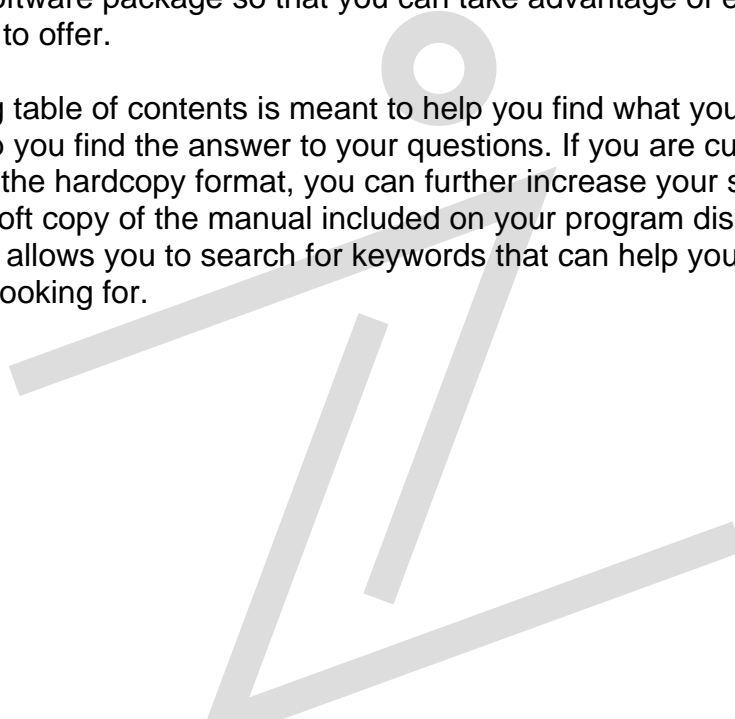 software package so that you can take advantage of e
to offer.
table of contents is meant to help you find what you
you find the answer to your questions. If you are cu
the hardcopy format, you can further increase your s
oft copy of the manual included on your program dis
allows you to search for keywords that can help you
ooking for.